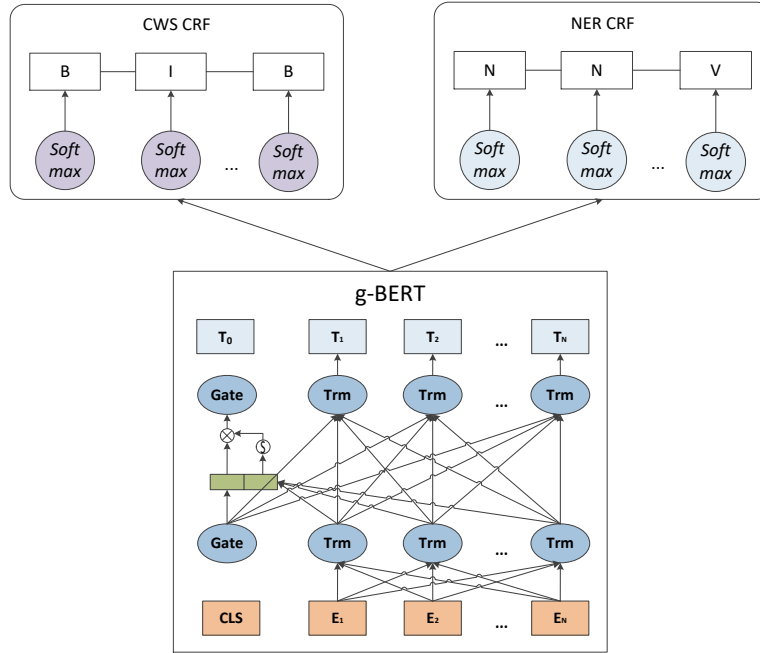 CWS CRF
B I B
Soft max Soft max ... Soft max
NER CRF
N N V
Soft max Soft max ... Soft max
g-BERT
T0 T1 T2 ... TN
Gate Trm Trm ... Trm
S
Gate Trm Trm ... Trm
CLS E1 E2 ... EN